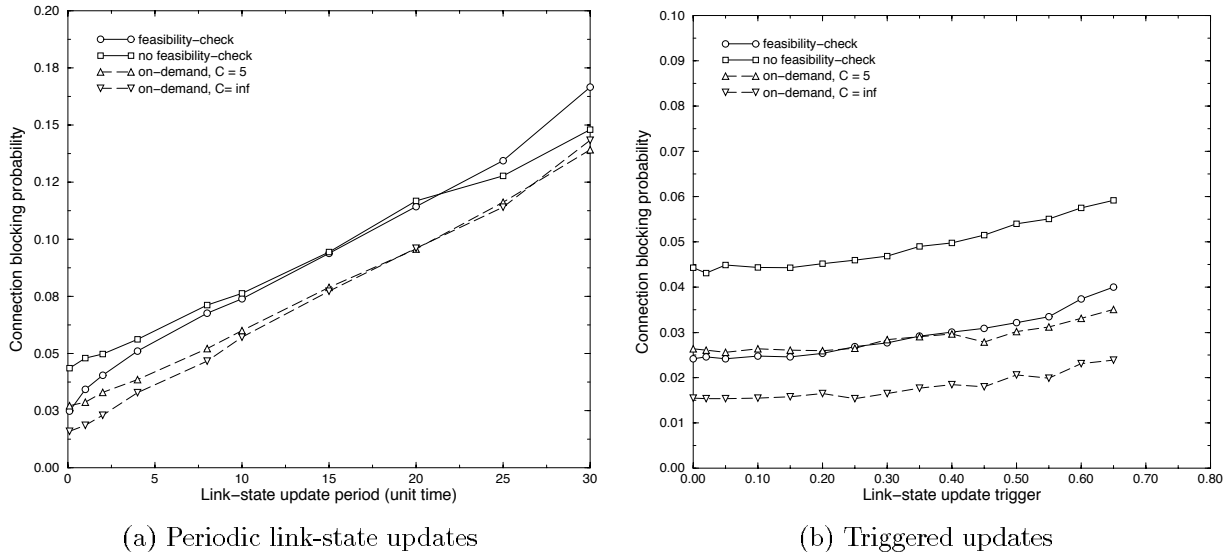 0.20
0.18
0.15
0.12
0.10
0.08
0.05
0.03
0.00
Connection blocking probability
feasibility−check
no feasibility−check
on−demand, C = 5
on−demand, C= inf
0
5
10
15
20
25
30
Link−state update period (unit time)
(a) Periodic link-state updates
0.10
0.09
0.08
0.07
0.06
0.05
0.04
0.03
0.02
0.01
0.00
Connection blocking probability
feasibility−check
no feasibility−check
on−demand, C = 5
on−demand, C = inf
0.00
0.10
0.20
0.30
0.40
0.50
0.60
0.70
0.80
Link−state update trigger
(b) Triggered updates